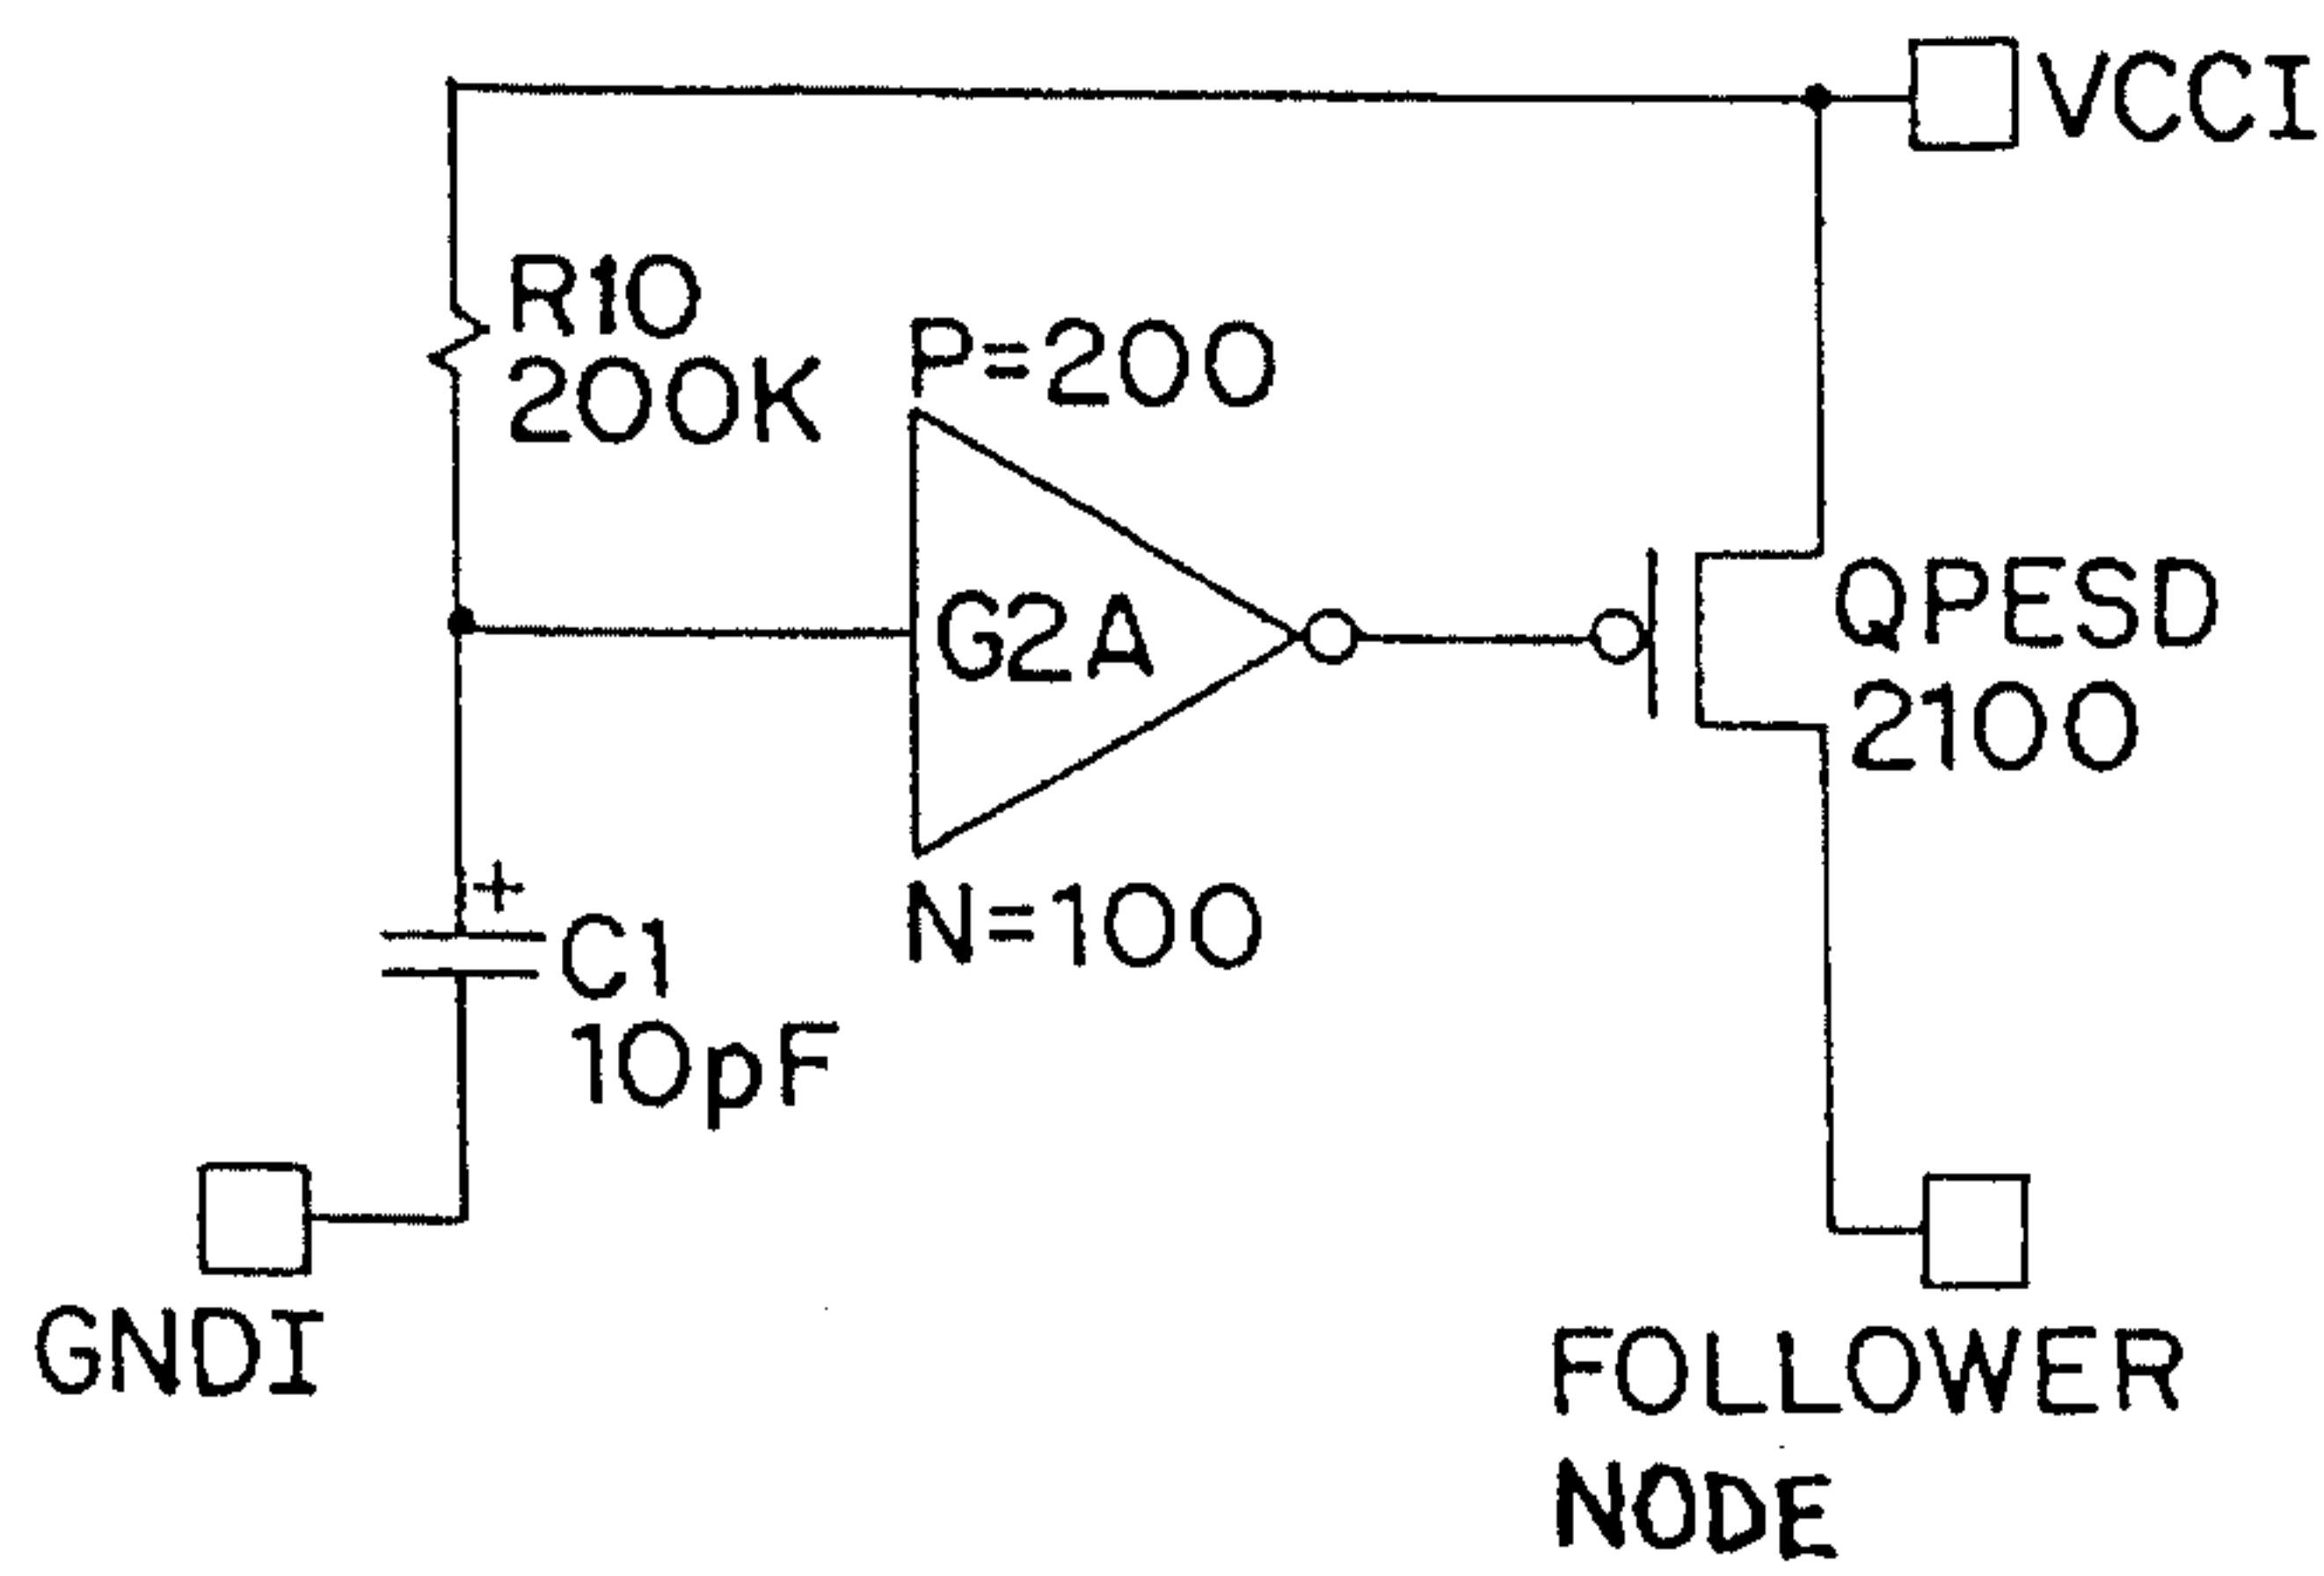 VCCI
R10
200K
P=200
G2A
QPESD
2100
N=100
+
C1
10pF
GNDI
FOLLOWER
NODE